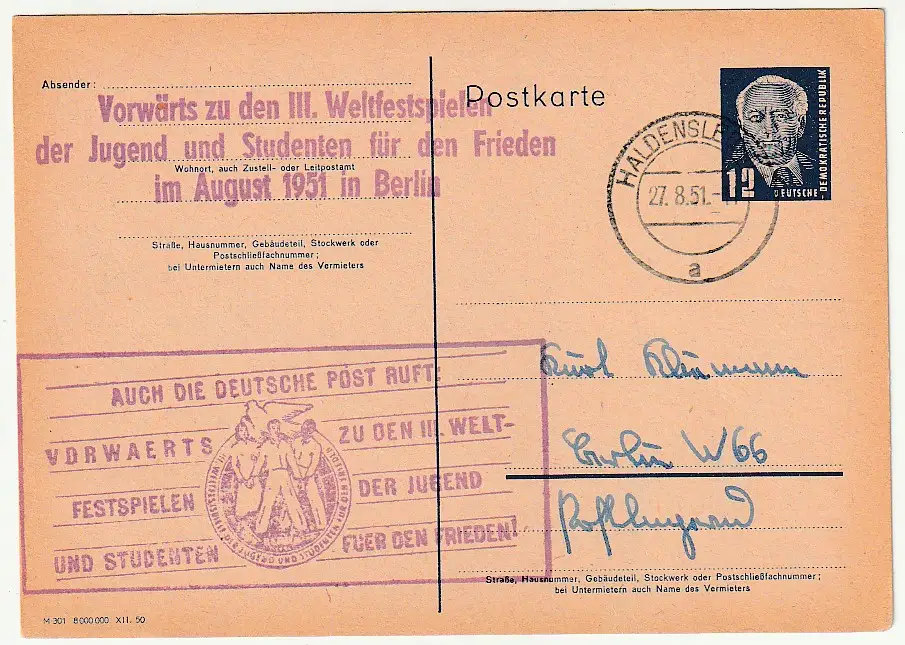 Absender:
Vorwärts zu den III. Weltfestspielen
der Jugend und Studenten für den Frieden
Wohnort, auch Zustell- oder Leitpostamt
im August 1951 in Berlin
Straße, Hausnummer, Gebäudeteil, Stockwerk oder
Postschließfachnummer;
bei Untermietern auch Name des Vermieters
Postkarte
27. 8.51.-
a
12
DEUTSCHE
DEMOKRATISCHE REPUBLIK
AUCH DIE DEUTSCHE POST RUFT:
VORWAERTS ZU DEN III. WELT-
FESTSPIELEN DER JUGEND
UND STUDENTEN FUER DEN FRIEDEN!
Kurt
Berlin W66
Straße, Hausnummer, Gebäudeteil, Stockwerk oder Postschließfachnummer;
bei Untermietern auch Name des Vermieters
M 301 8000000 XII. 50